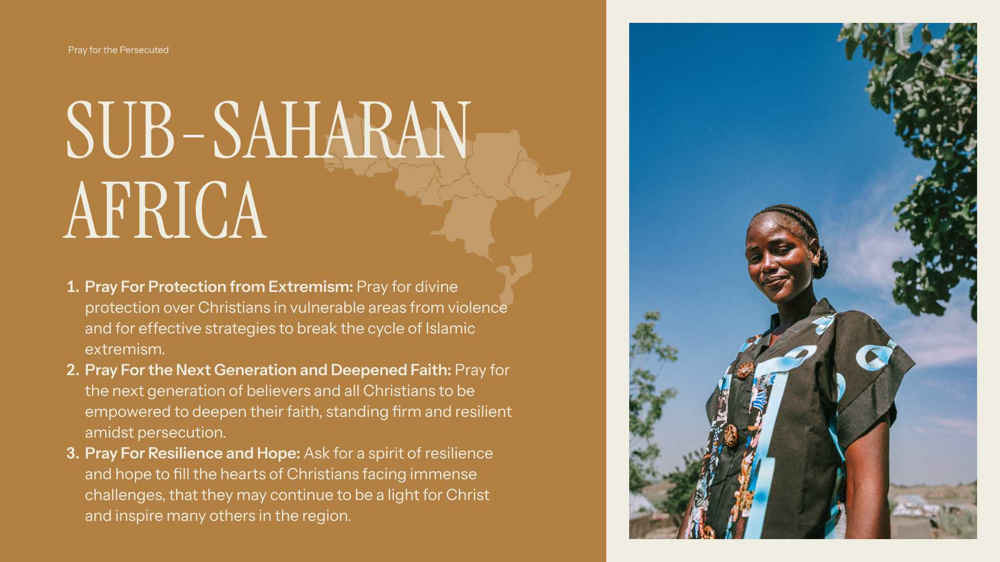 Pray for the Persecuted
SUB-SAHARAN
AFRICA
1. Pray For Protection from Extremism: Pray for divine
protection over Christians in vulnerable areas from violence
and for effective strategies to break the cycle of Islamic
extremism.
2. Pray For the Next Generation and Deepened Faith: Pray for
the next generation of believers and all Christians to be
empowered to deepen their faith, standing firm and resilient
amidst persecution.
3. Pray For Resilience and Hope: Ask for a spirit of resilience
and hope to fill the hearts of Christians facing immense
challenges, that they may continue to be a light for Christ
and inspire many others in the region.